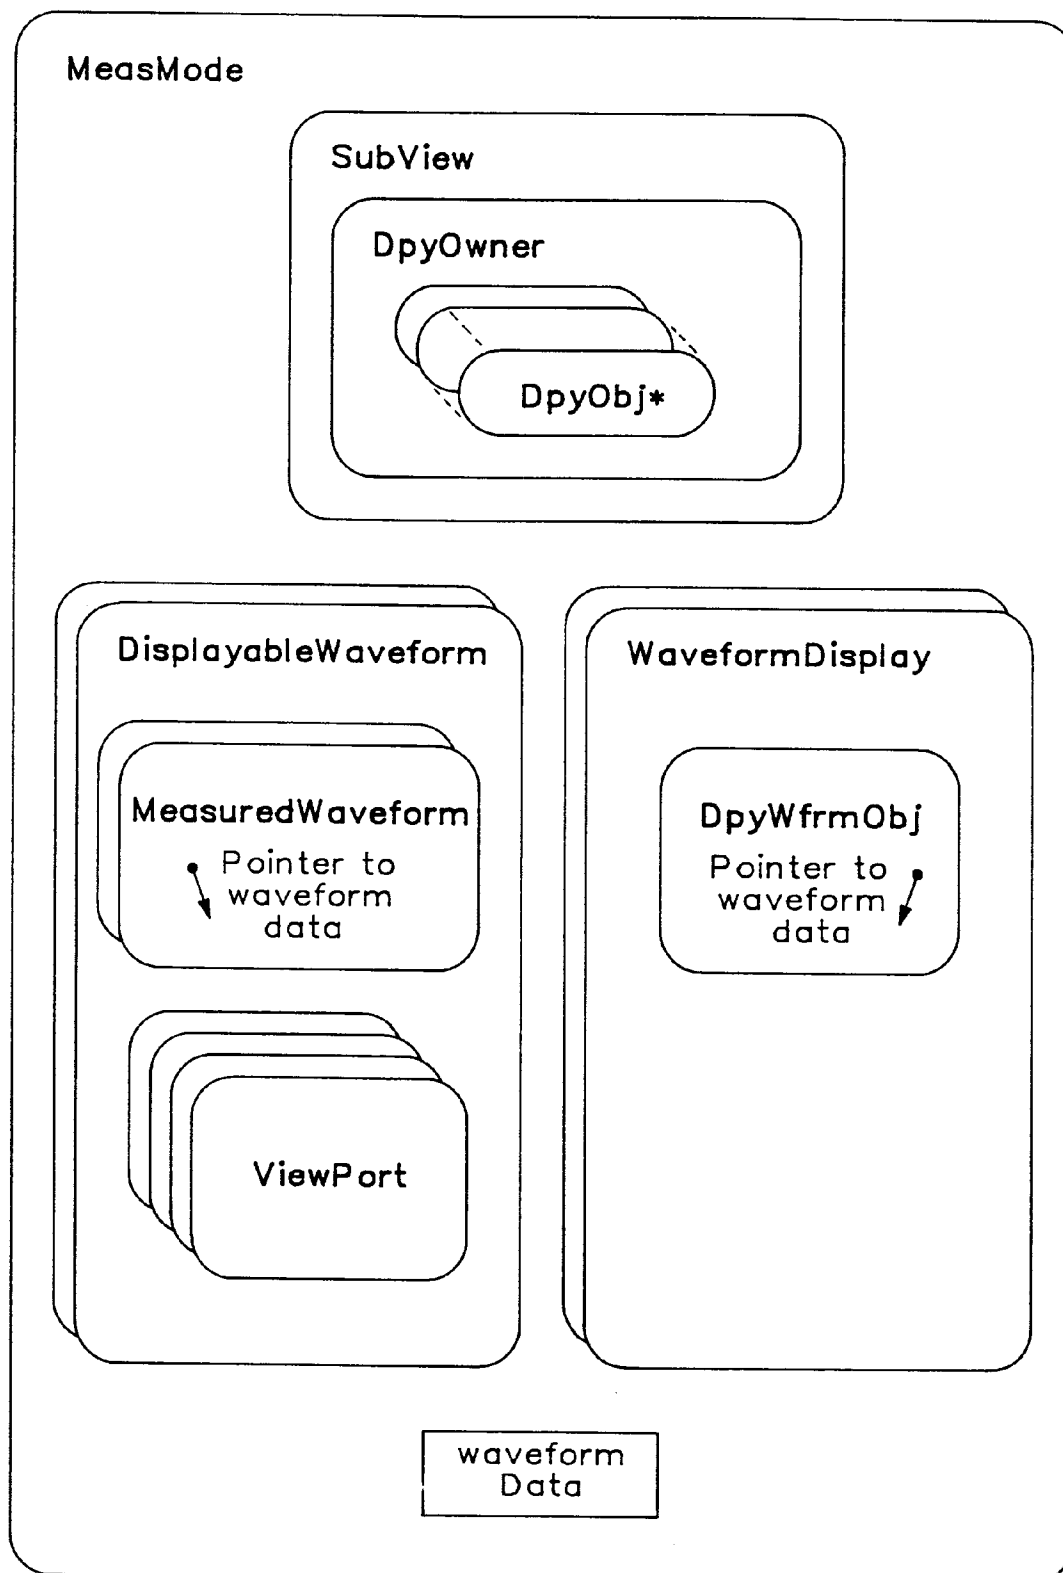 MeasMode
SubView
DpyOwner
DpyObj*
DisplayableWaveform
MeasuredWaveform
Pointer to
waveform
data
ViewPort
WaveformDisplay
DpyWfrmObj
Pointer to
waveform
data
waveform
Data